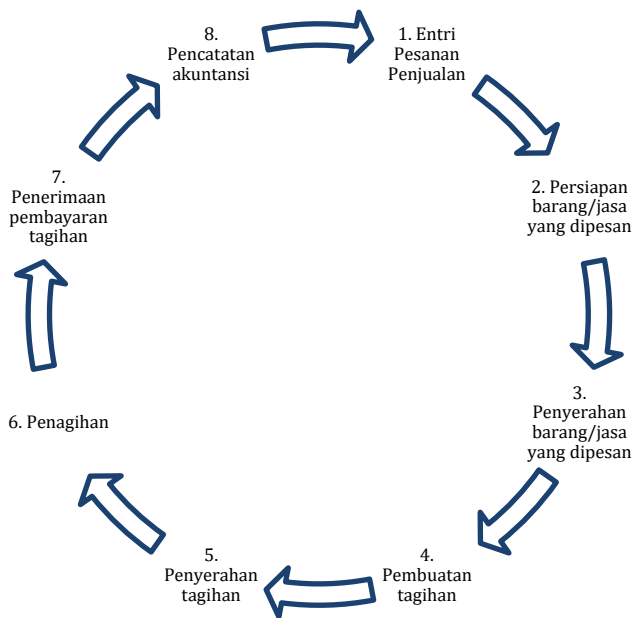 1. Entri
Pesanan
Penjualan
2. Persiapan
barang/jasa
yang dipesan
3.
Penyerahan
barang/jasa
yang dipesan
4.
Pembuatan
tagihan
5.
Penyerahan
tagihan
6. Penagihan
7.
Penerimaan
pembayaran
tagihan
8.
Pencatatan
akuntansi